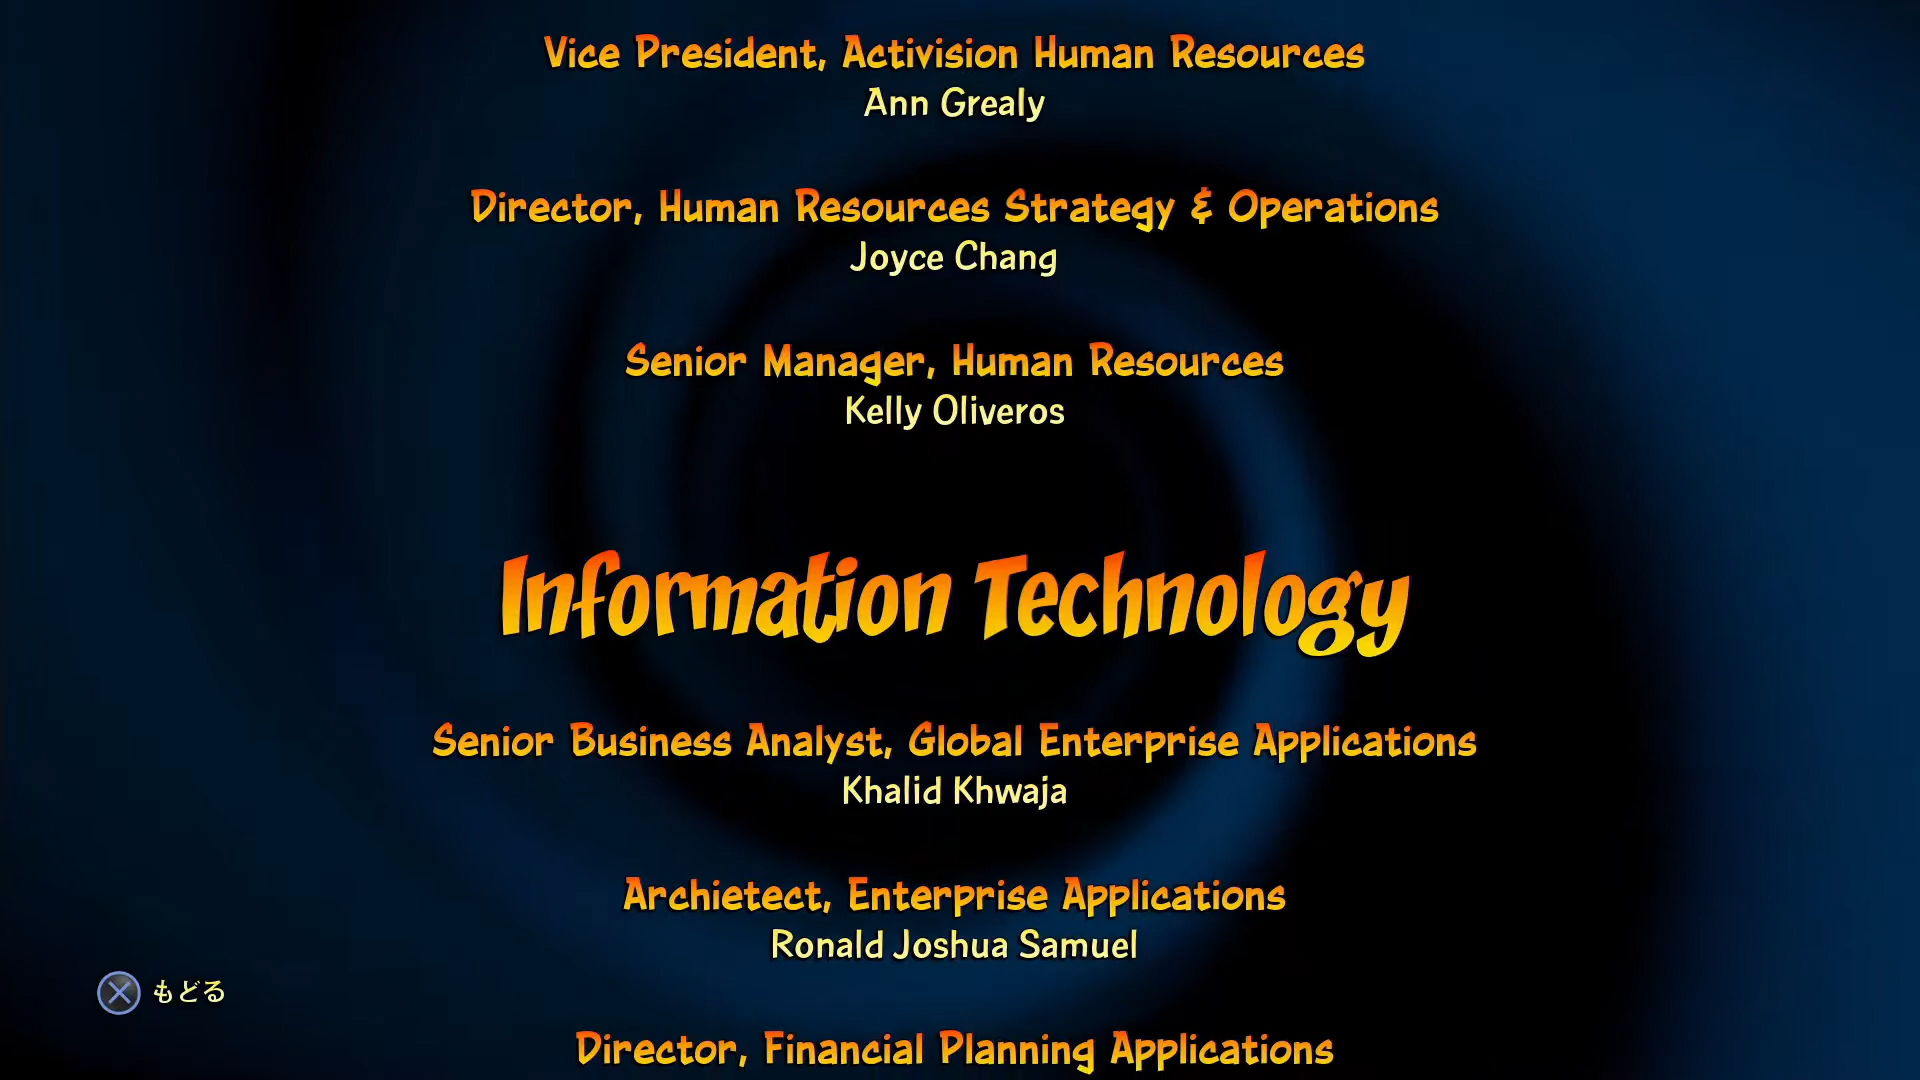 Vice President, Activision Human Resources
Ann Grealy
Director, Human Resources Strategy & Operations
Joyce Chang
Senior Manager, Human Resources
Kelly Oliveros
Information Technology
Senior Business Analyst, Global Enterprise Applications
Khalid Khwaja
Archietect, Enterprise Applications
Ronald Joshua Samuel
もどる
Director, Financial Planning Applications